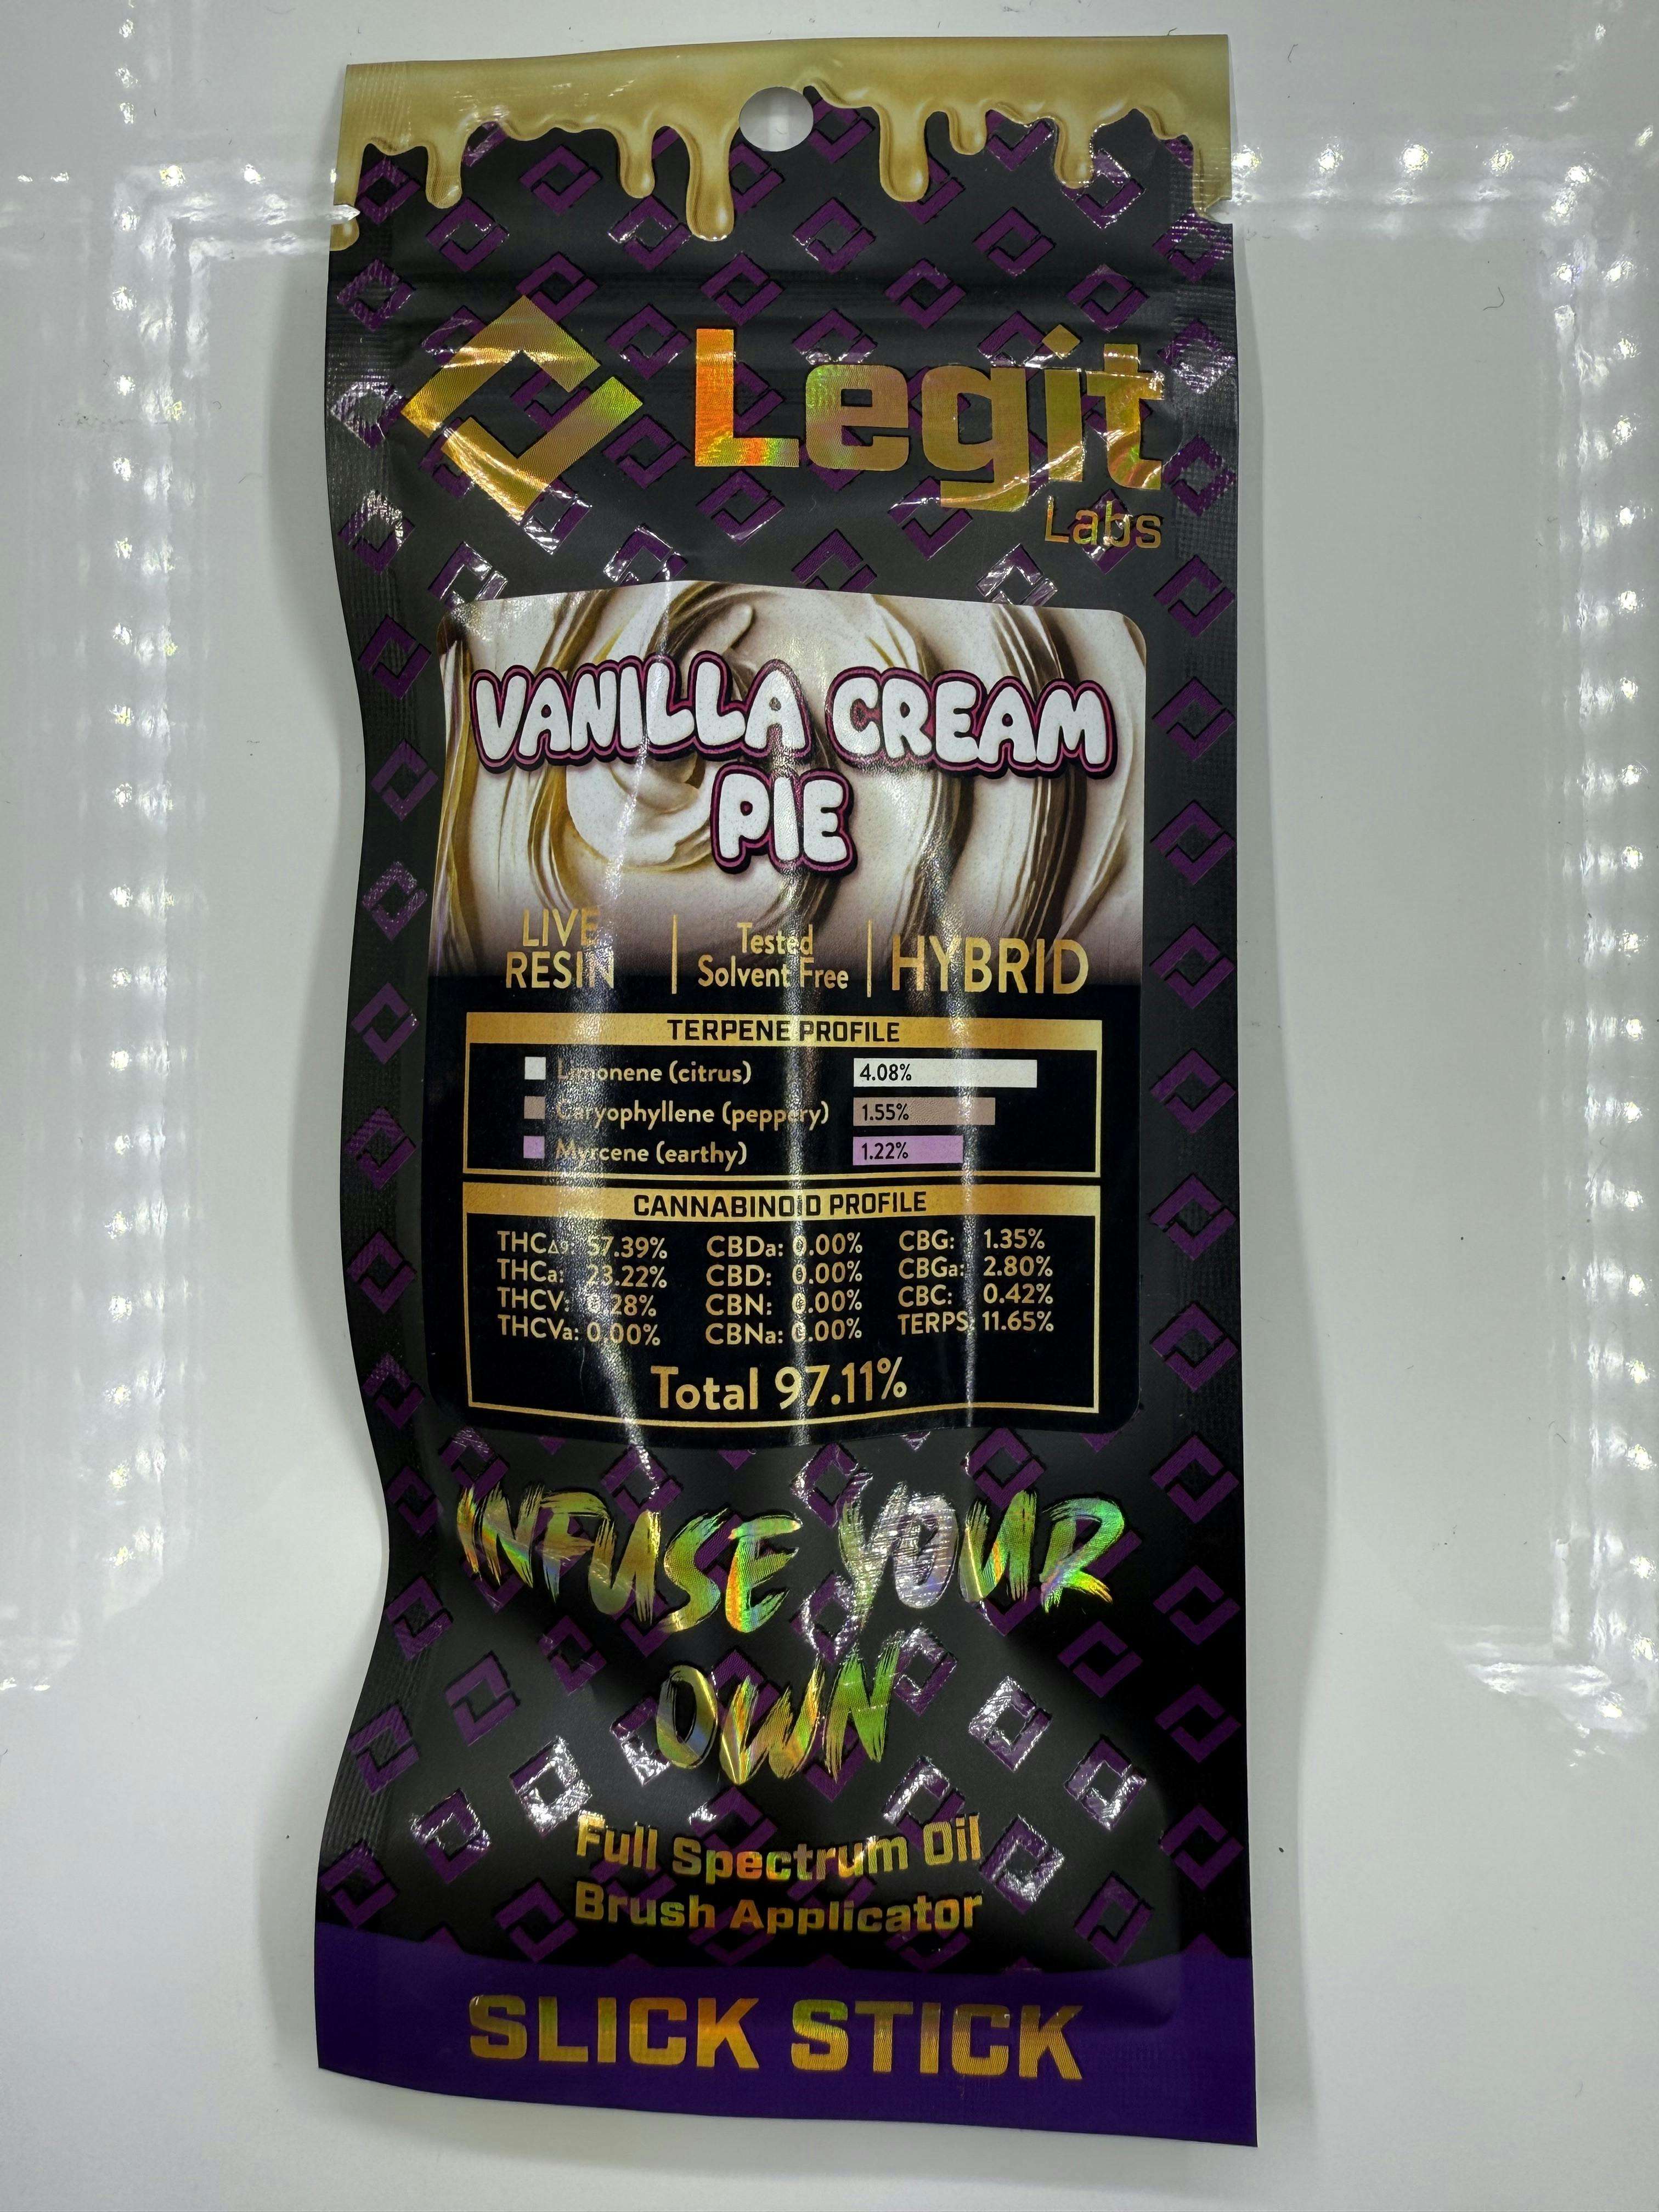 Legit
Labs
VANILLA CREAM
PIE
LIVE
RESIN
Tested
Solvent Free
HYBRID
TERPENE PROFILE
Limonene (citrus) 4.08%
Caryophyllene (peppery) 1.55%
Myrcene (earthy) 1.22%
CANNABINOID PROFILE
THCΔ9: 57.39% CBDa: 0.00% CBG: 1.35%
THCa: 23.22% CBD: 0.00% CBGa: 2.80%
THCV: 0.28% CBN: 0.00% CBC: 0.42%
THCVa: 0.00% CBNa: 0.00% TERPS: 11.65%
Total 97.11%
INFUSE YOUR
OWN
Full Spectrum Oil
Brush Applicator
SLICK STICK